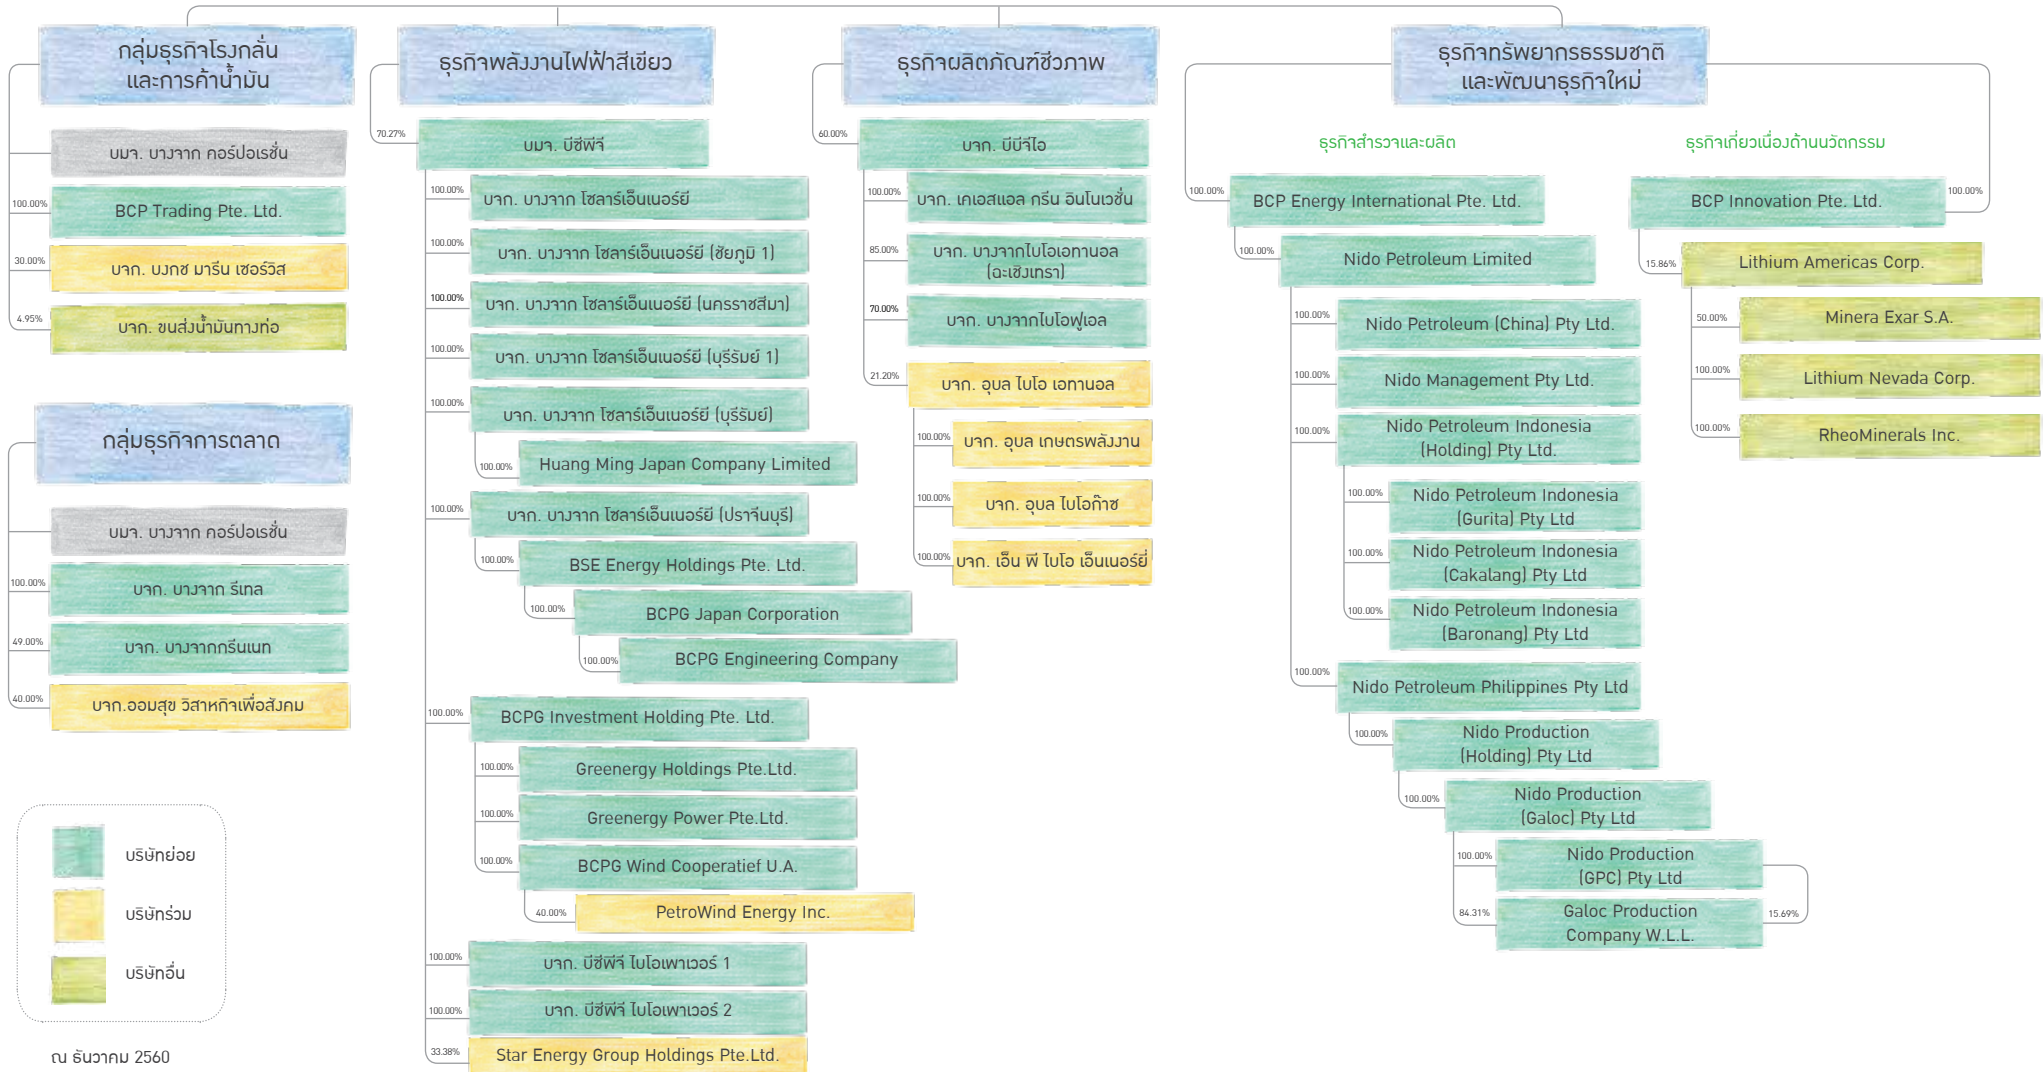 กลุ่มธุรกิจโรงกลั่น
และการค้าน้ำมัน
บมจ. บางจาก คอร์ปอเรชั่น
100.00%
BCP Trading Pte. Ltd.
30.00%
บจก. บงกช มารีน เซอร์วิส
4.95%
บจก. ขนส่งน้ำมันทางท่อ
กลุ่มธุรกิจการตลาด
บมจ. บางจาก คอร์ปอเรชั่น
100.00%
บจก. บางจาก รีเทล
49.00%
บจก. บางจากกรีนเนท
40.00%
บจก.ออมสุข วิสาหกิจเพื่อสังคม
บริษัทย่อย
บริษัทร่วม
บริษัทอื่น
ณ ธันวาคม 2560
ธุรกิจพลังงานไฟฟ้าสีเขียว
70.27%
บมจ. บีซีพีจี
100.00%
บจก. บางจาก โซลาร์เอ็นเนอร์ยี
100.00%
บจก. บางจาก โซลาร์เอ็นเนอร์ยี (ชัยภูมิ 1)
100.00%
บจก. บางจาก โซลาร์เอ็นเนอร์ยี (นครราชสีมา)
100.00%
บจก. บางจาก โซลาร์เอ็นเนอร์ยี (บุรีรัมย์ 1)
100.00%
บจก. บางจาก โซลาร์เอ็นเนอร์ยี (บุรีรัมย์)
100.00%
Huang Ming Japan Company Limited
100.00%
บจก. บางจาก โซลาร์เอ็นเนอร์ยี (ปราจีนบุรี)
100.00%
BSE Energy Holdings Pte. Ltd.
100.00%
BCPG Japan Corporation
100.00%
BCPG Engineering Company
100.00%
BCPG Investment Holding Pte. Ltd.
100.00%
Greenergy Holdings Pte.Ltd.
100.00%
Greenergy Power Pte.Ltd.
100.00%
BCPG Wind Cooperatief U.A.
40.00%
PetroWind Energy Inc.
100.00%
บจก. บีซีพีจี ไบโอเพาเวอร์ 1
100.00%
บจก. บีซีพีจี ไบโอเพาเวอร์ 2
33.38%
Star Energy Group Holdings Pte.Ltd.
ธุรกิจผลิตภัณฑ์ชีวภาพ
60.00%
บจก. บีบีจีไอ
100.00%
บจก. เคเอสแอล กรีน อินโนเวชั่น
85.00%
บจก. บางจากไบโอเอทานอล
(ฉะเชิงเทรา)
70.00%
บจก. บางจากไบโอฟูเอล
21.20%
บจก. อุบล ไบโอ เอทานอล
100.00%
บจก. อุบล เกษตรพลังงาน
100.00%
บจก. อุบล ไบโอก๊าซ
100.00%
บจก. เอ็น พี ไบโอ เอ็นเนอร์ยี่
ธุรกิจทรัพยากรธรรมชาติ
และพัฒนาธุรกิจใหม่
ธุรกิจสำรวจและผลิต
100.00%
BCP Energy International Pte. Ltd.
100.00%
Nido Petroleum Limited
100.00%
Nido Petroleum (China) Pty Ltd.
100.00%
Nido Management Pty Ltd.
100.00%
Nido Petroleum Indonesia
(Holding) Pty Ltd.
100.00%
Nido Petroleum Indonesia
(Gurita) Pty Ltd
100.00%
Nido Petroleum Indonesia
(Cakalang) Pty Ltd
100.00%
Nido Petroleum Indonesia
(Baronang) Pty Ltd
100.00%
Nido Petroleum Philippines Pty Ltd
100.00%
Nido Production
(Holding) Pty Ltd
100.00%
Nido Production
(Galoc) Pty Ltd
100.00%
Nido Production
(GPC) Pty Ltd
84.31%
Galoc Production
Company W.L.L.
15.69%
ธุรกิจเกี่ยวเนื่องด้านนวัตกรรม
BCP Innovation Pte. Ltd.
100.00%
15.86%
Lithium Americas Corp.
50.00%
Minera Exar S.A.
100.00%
Lithium Nevada Corp.
100.00%
RheoMinerals Inc.